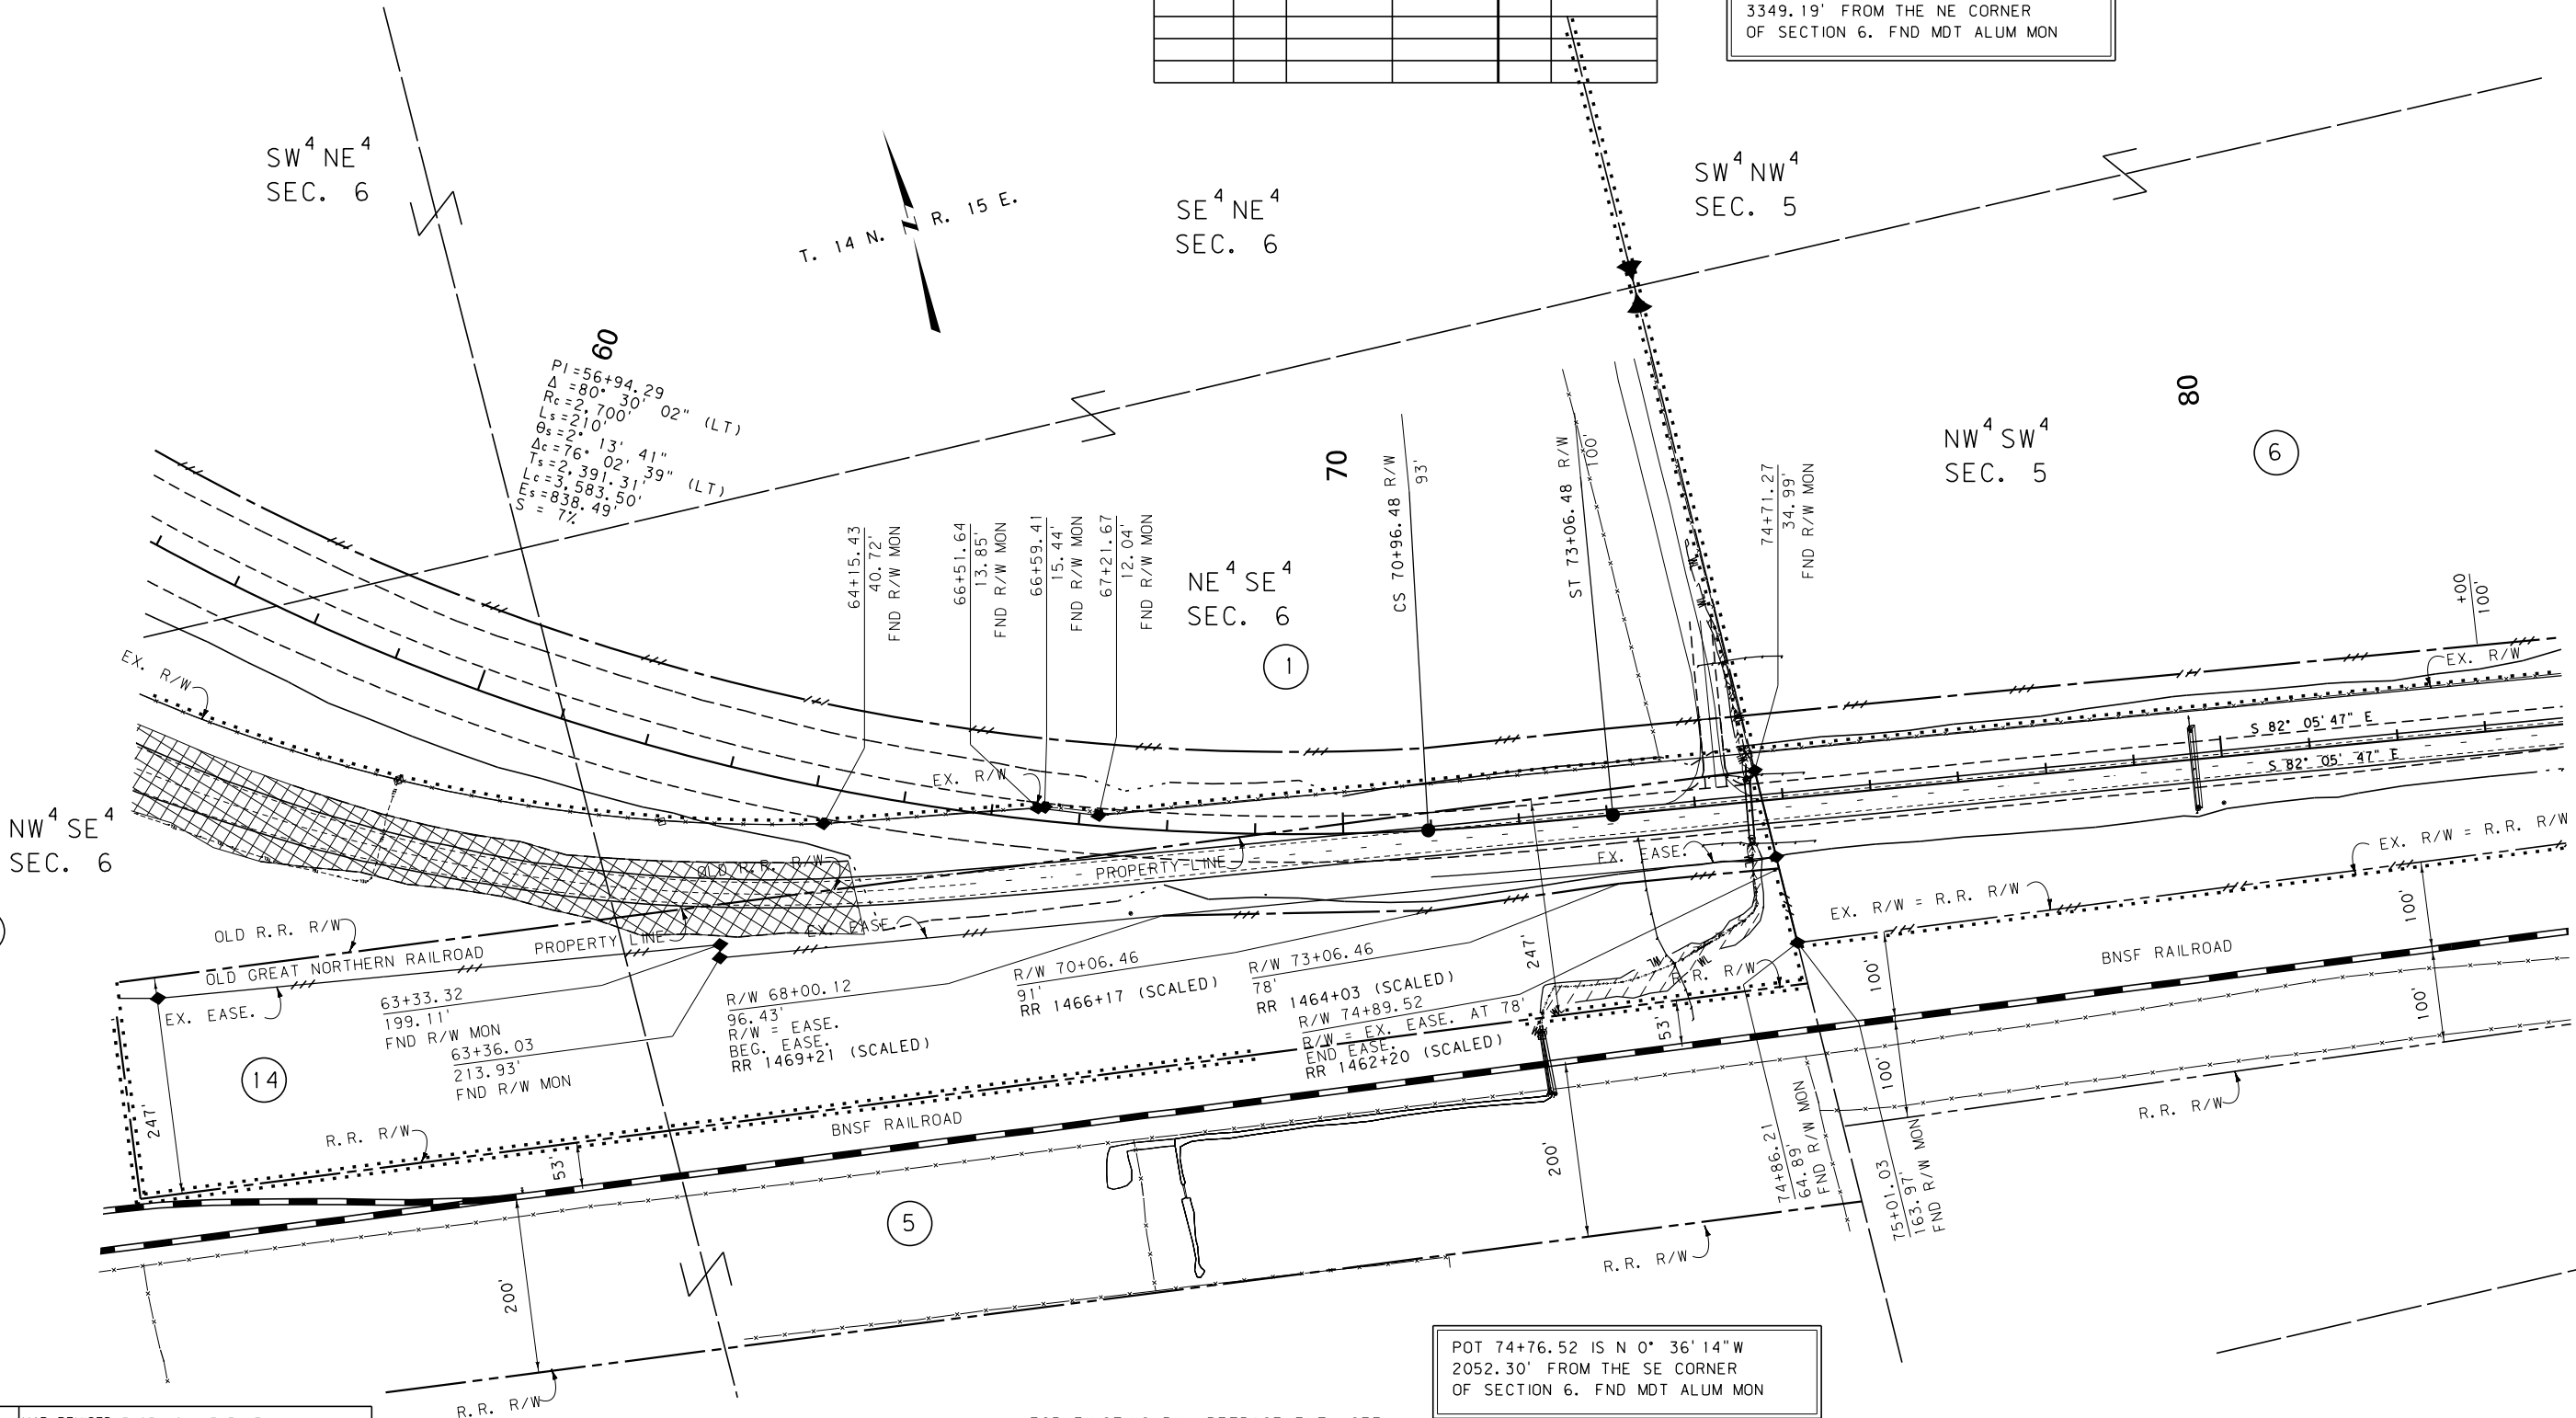 3349.19' FROM THE NE CORNER
OF SECTION 6. FND MDT ALUM MON
SW⁴ NE⁴
SEC. 6
T. 14 N. R. 15 E.
SE⁴ NE⁴
SEC. 6
SW⁴ NW⁴
SEC. 5
60
PI=56+94.29
Δ =80° 30' 02" (LT)
Rc=2,700'
Ls=210'
θs=2° 13' 41"
Δc=76° 02' 39" (LT)
Ts=2,391.31'
Lc=3,583.50'
Es=838.49'
S = 7%
70
80
NW⁴ SW⁴
SEC. 5
6
64+15.43
40.72'
FND R/W MON
66+51.64
13.85'
FND R/W MON
66+59.41
15.44'
FND R/W MON
67+21.67
12.04'
FND R/W MON
NE⁴ SE⁴
SEC. 6
1
CS 70+96.48 R/W
93'
ST 73+06.48 R/W
100'
74+71.27
34.99'
FND R/W MON
+00
100'
EX. R/W
EX. R/W
EX. R/W
S 82° 05' 47" E
S 82° 05' 47" E
NW⁴ SE⁴
SEC. 6
OLD R.R. R/W
PROPERTY LINE
EX. EASE.
EX. R/W = R.R. R/W
EX. R/W = R.R. R/W
OLD R.R. R/W
OLD GREAT NORTHERN RAILROAD
PROPERTY LINE
EX. EASE.
EX. EASE.
BNSF RAILROAD
100'
100'
100'
100'
247'
R.R. R/W
53'
63+33.32
199.11'
FND R/W MON
63+36.03
213.93'
FND R/W MON
R/W 68+00.12
96.43'
R/W = EASE.
BEG. EASE.
RR 1469+21 (SCALED)
R/W 70+06.46
91'
RR 1466+17 (SCALED)
R/W 73+06.46
78'
RR 1464+03 (SCALED)
R/W 74+89.52
R/W = EX. EASE. AT 78'
END EASE.
RR 1462+20 (SCALED)
14
247'
R.R. R/W
53'
BNSF RAILROAD
200'
74+86.21
64.89'
FND R/W MON
75+01.03
163.97'
FND R/W MON
R.R. R/W
5
200'
R.R. R/W
R.R. R/W
POT 74+76.52 IS N 0° 36'14"W
2052.30' FROM THE SE CORNER
OF SECTION 6. FND MDT ALUM MON